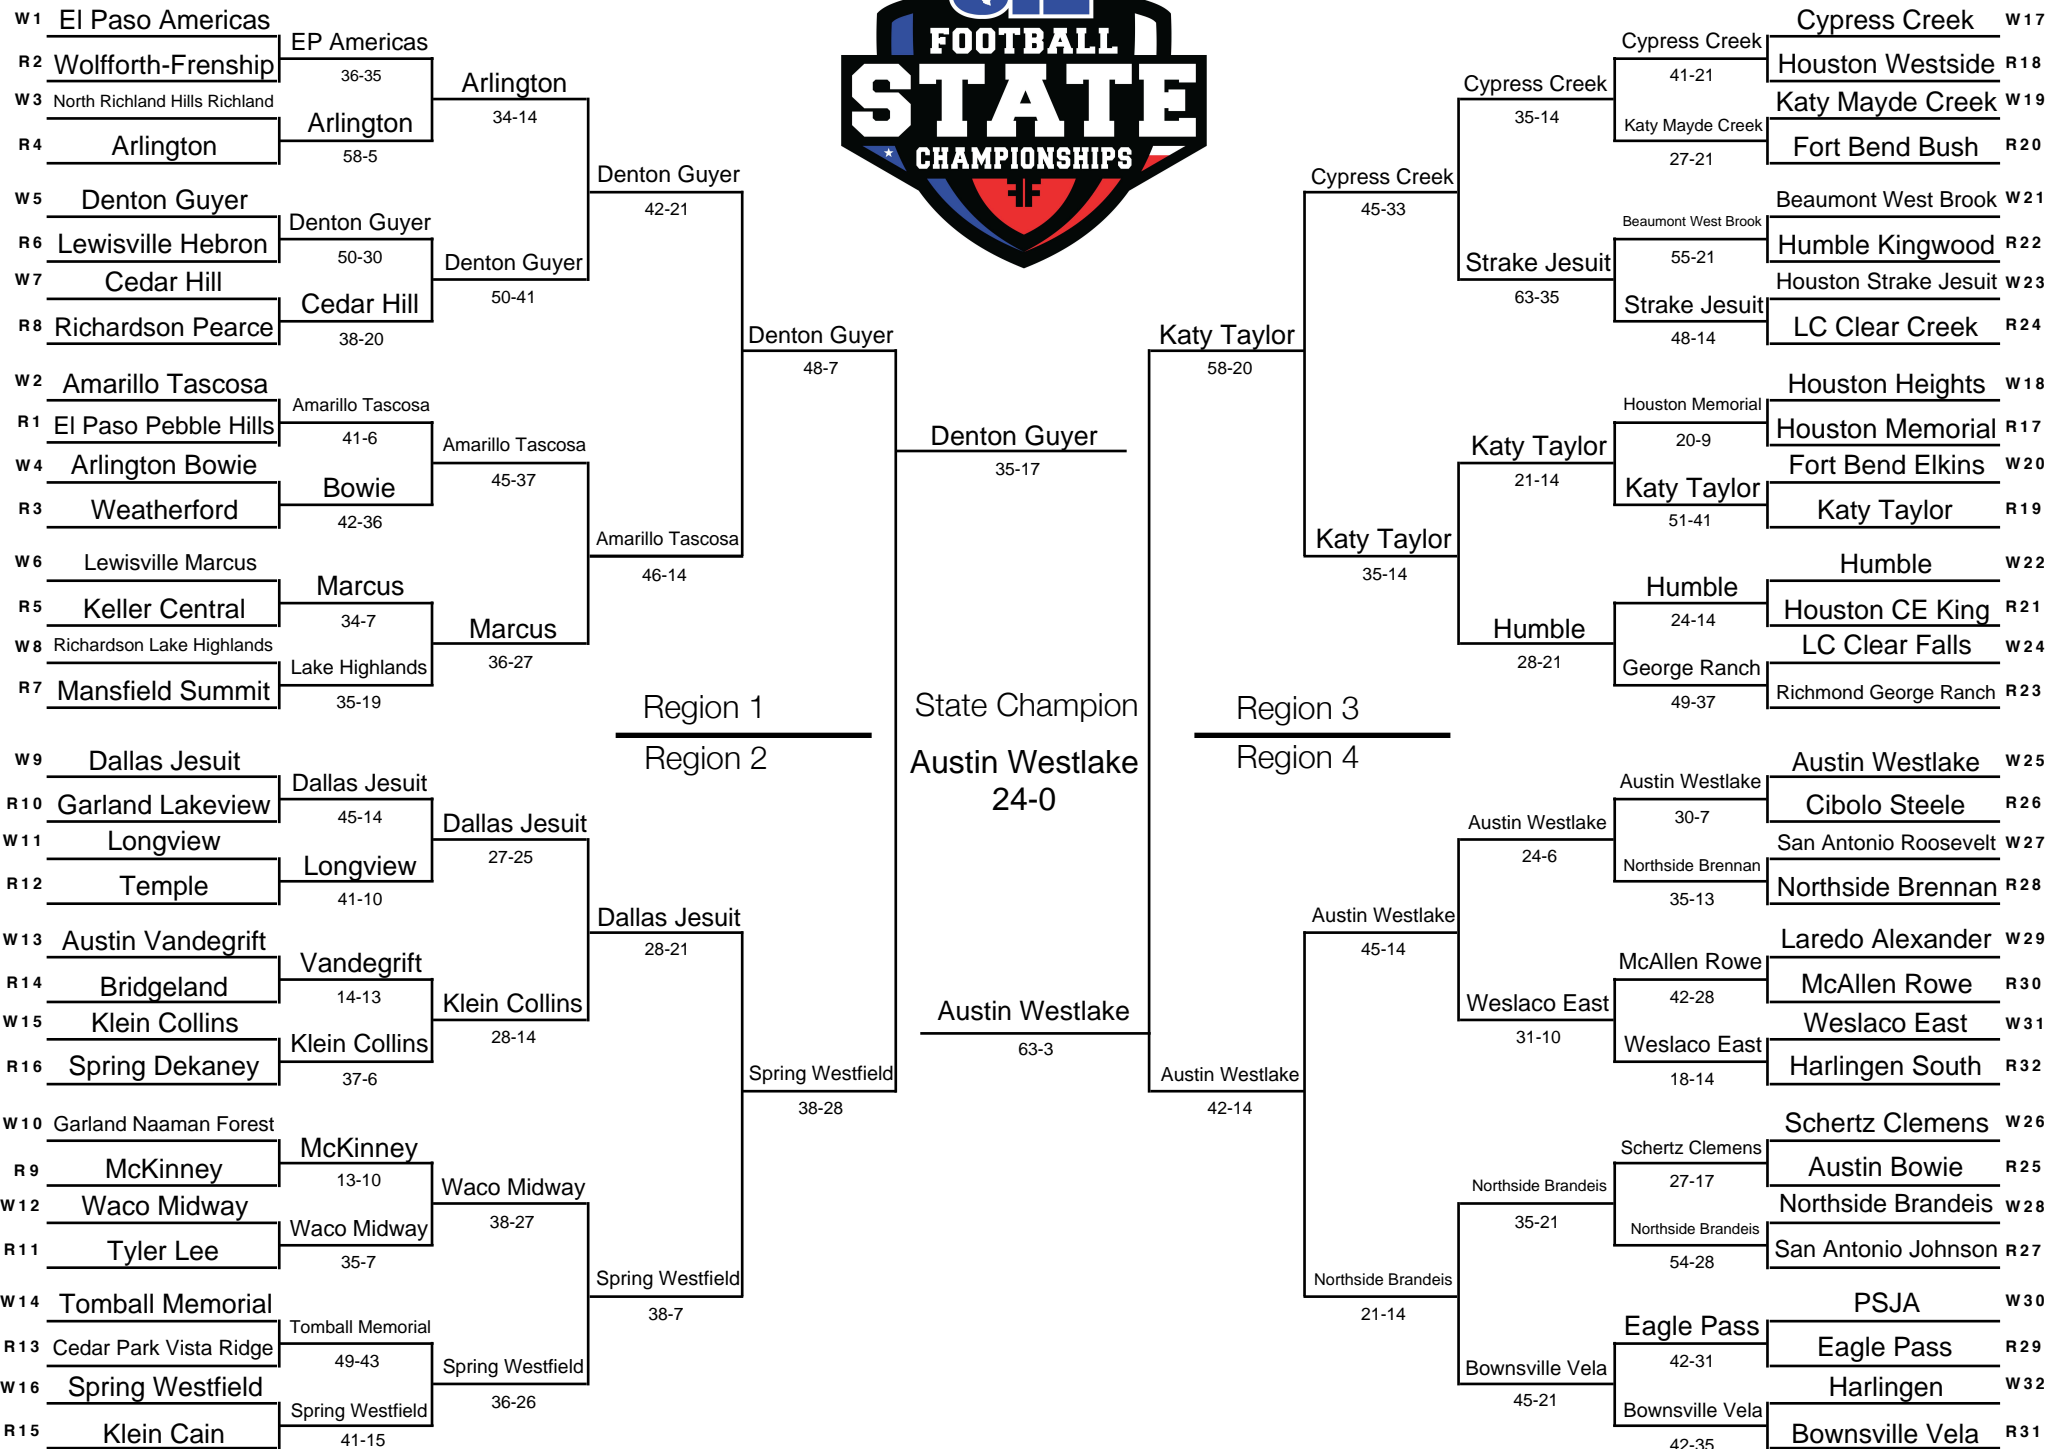 FOOTBALL
STATE
CHAMPIONSHIPS
W1 El Paso Americas
R2 Wolfforth-Frenship
W3 North Richland Hills Richland
R4 Arlington
W5 Denton Guyer
R6 Lewisville Hebron
W7 Cedar Hill
R8 Richardson Pearce
W2 Amarillo Tascosa
R1 El Paso Pebble Hills
W4 Arlington Bowie
R3 Weatherford
W6 Lewisville Marcus
R5 Keller Central
W8 Richardson Lake Highlands
R7 Mansfield Summit
W9 Dallas Jesuit
R10 Garland Lakeview
W11 Longview
R12 Temple
W13 Austin Vandegrift
R14 Bridgeland
W15 Klein Collins
R16 Spring Dekaney
W10 Garland Naaman Forest
R9 McKinney
W12 Waco Midway
R11 Tyler Lee
W14 Tomball Memorial
R13 Cedar Park Vista Ridge
W16 Spring Westfield
R15 Klein Cain
EP Americas
36-35
Arlington
58-5
Denton Guyer
50-30
Cedar Hill
38-20
Amarillo Tascosa
41-6
Bowie
42-36
Marcus
34-7
Lake Highlands
35-19
Dallas Jesuit
45-14
Longview
41-10
Vandegrift
14-13
Klein Collins
37-6
McKinney
13-10
Waco Midway
35-7
Tomball Memorial
49-43
Spring Westfield
41-15
Arlington
34-14
Denton Guyer
50-41
Amarillo Tascosa
45-37
Marcus
36-27
Dallas Jesuit
27-25
Klein Collins
28-14
Waco Midway
38-27
Spring Westfield
36-26
Denton Guyer
42-21
Amarillo Tascosa
46-14
Dallas Jesuit
28-21
Spring Westfield
38-7
Denton Guyer
48-7
Spring Westfield
38-28
Region 1
Region 2
Denton Guyer
35-17
State Champion
Austin Westlake
24-0
Austin Westlake
63-3
Region 3
Region 4
Katy Taylor
58-20
Austin Westlake
42-14
Cypress Creek
45-33
Katy Taylor
35-14
Austin Westlake
45-14
Northside Brandeis
21-14
Cypress Creek
35-14
Strake Jesuit
63-35
Katy Taylor
21-14
Humble
28-21
Austin Westlake
24-6
Weslaco East
31-10
Northside Brandeis
35-21
Bownsville Vela
45-21
Cypress Creek
41-21
Katy Mayde Creek
27-21
Beaumont West Brook
55-21
Strake Jesuit
48-14
Houston Memorial
20-9
Katy Taylor
51-41
Humble
24-14
George Ranch
49-37
Austin Westlake
30-7
Northside Brennan
35-13
McAllen Rowe
42-28
Weslaco East
18-14
Schertz Clemens
27-17
Northside Brandeis
54-28
Eagle Pass
42-31
Bownsville Vela
42-35
Cypress Creek W17
Houston Westside R18
Katy Mayde Creek W19
Fort Bend Bush R20
Beaumont West Brook W21
Humble Kingwood R22
Houston Strake Jesuit W23
LC Clear Creek R24
Houston Heights W18
Houston Memorial R17
Fort Bend Elkins W20
Katy Taylor R19
Humble W22
Houston CE King R21
LC Clear Falls W24
Richmond George Ranch R23
Austin Westlake W25
Cibolo Steele R26
San Antonio Roosevelt W27
Northside Brennan R28
Laredo Alexander W29
McAllen Rowe R30
Weslaco East W31
Harlingen South R32
Schertz Clemens W26
Austin Bowie R25
Northside Brandeis W28
San Antonio Johnson R27
PSJA W30
Eagle Pass R29
Harlingen W32
Bownsville Vela R31